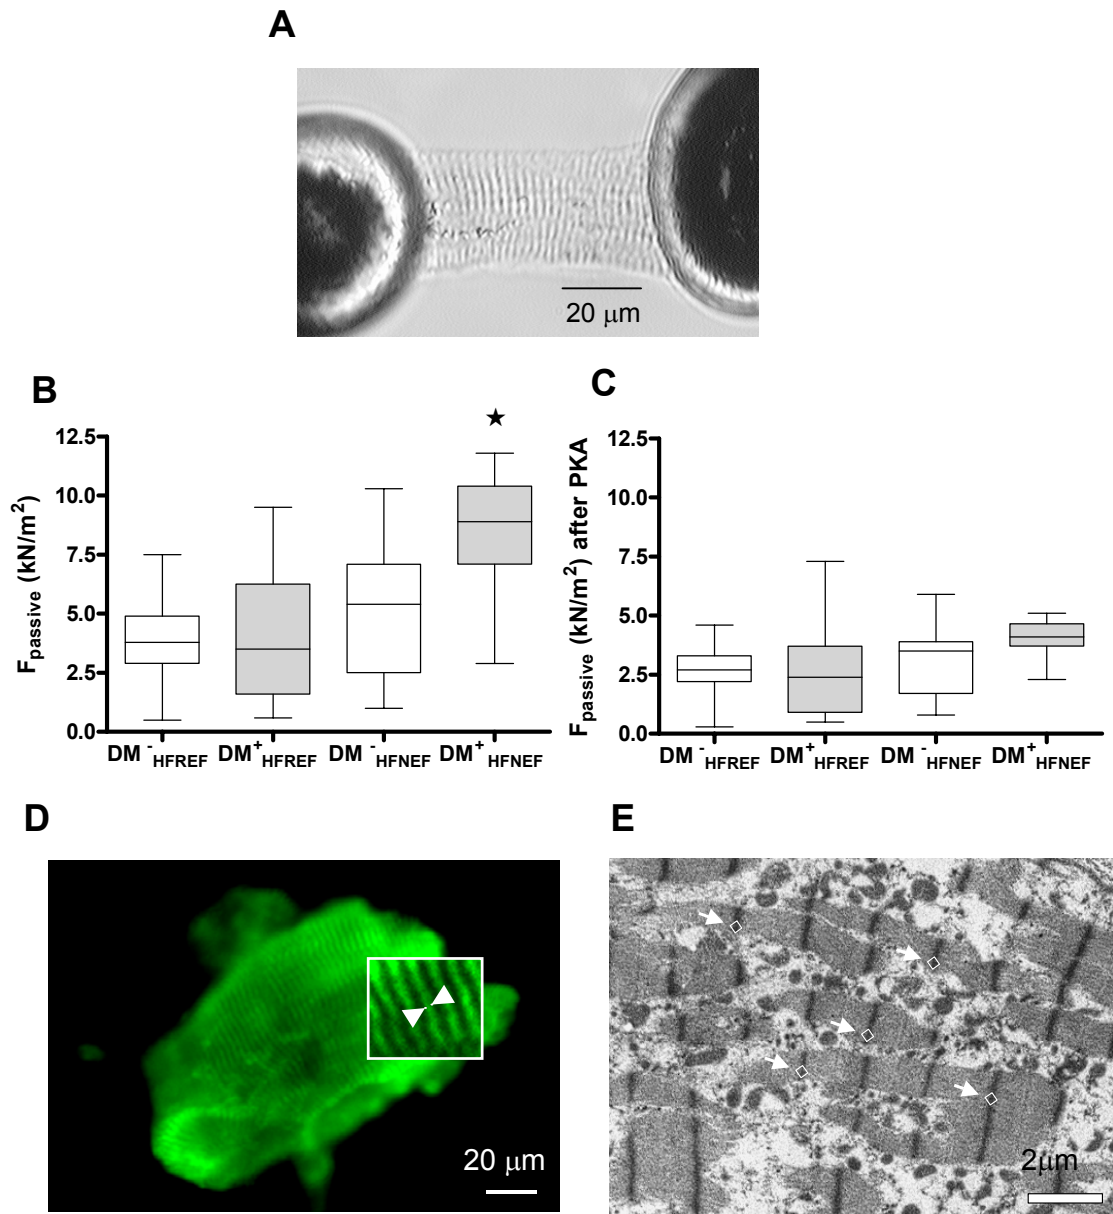 A
20 μm
B
C
★
F passive (kN/m²)
12.5
10.0
7.5
5.0
2.5
0.0
DM⁻HFREF DM⁺HFREF DM⁻HFNEF DM⁺HFNEF
F passive (kN/m²) after PKA
12.5
10.0
7.5
5.0
2.5
0.0
DM⁻HFREF DM⁺HFREF DM⁻HFNEF DM⁺HFNEF
D
E
20 μm
2μm